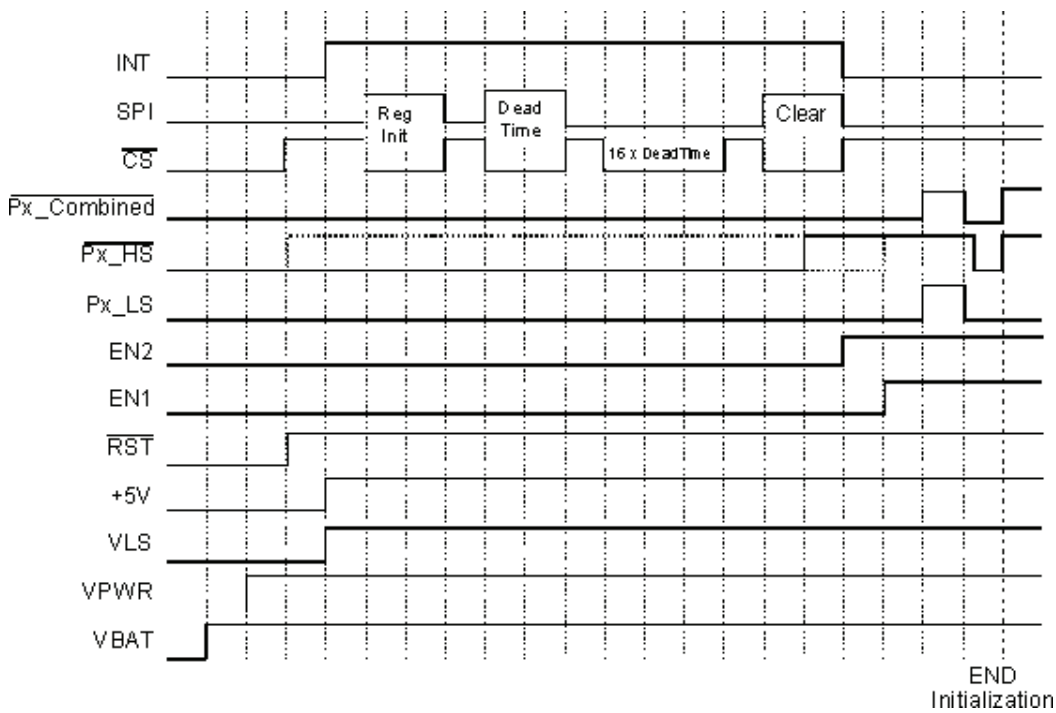 INT
SPI
Reg
Init
Dead
Time
Clear
CS
16 x DeadTime
Px_Combined
Px_HS
Px_LS
EN2
EN1
RST
+5V
VLS
VPWR
VBAT
END
Initialization